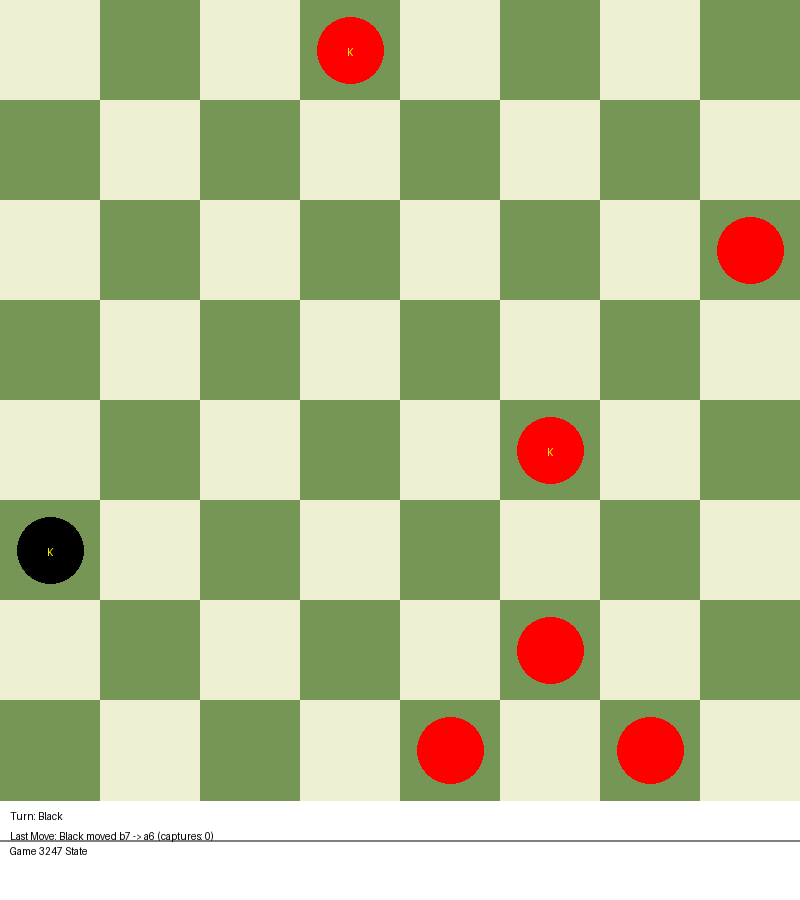 K
K
K
Turn: Black
Last Move: Black moved b7 -> a6 (captures: 0)
Game 3247 State